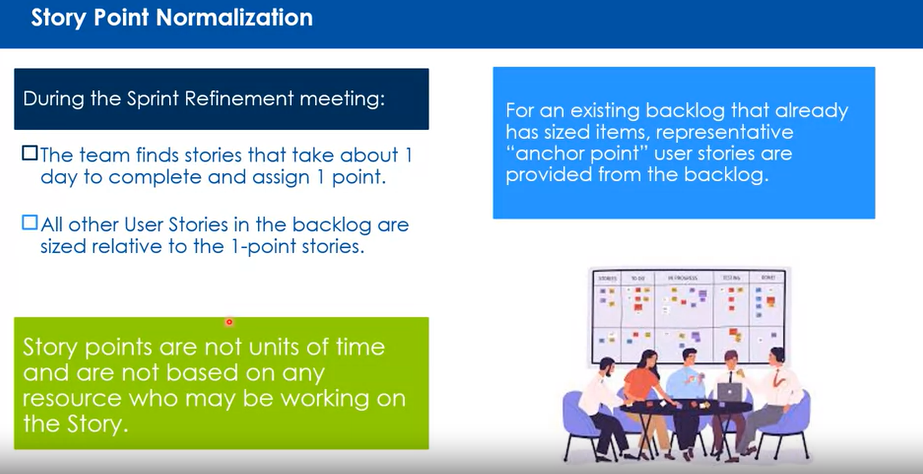 Story Point Normalization
During the Sprint Refinement meeting:
The team finds stories that take about 1
day to complete and assign 1 point.
All other User Stories in the backlog are
sized relative to the 1-point stories.
Story points are not units of time
and are not based on any
resource who may be working on
the Story.
For an existing backlog that already
has sized items, representative
“anchor point” user stories are
provided from the backlog.
STORIES TO DO IN PROGRESS TESTING DONE!